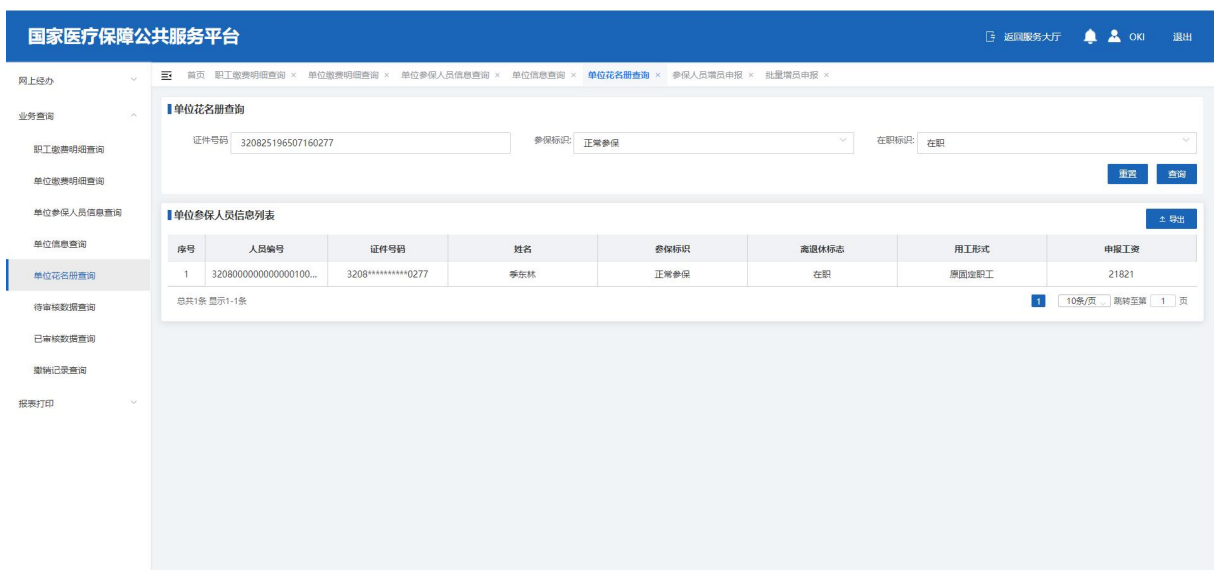 国家医疗保障公共服务平台
返回服务大厅 OKI 退出
网上经办
业务查询
职工缴费明细查询
单位缴费明细查询
单位参保人员信息查询
单位信息查询
单位花名册查询
待审核数据查询
已审核数据查询
撤销记录查询
报表打印
首页 职工缴费明细查询 × 单位缴费明细查询 × 单位参保人员信息查询 × 单位信息查询 × 单位花名册查询 × 参保人员增员申报 × 批量增员申报 ×
单位花名册查询
证件号码 320825196507160277 参保标识: 正常参保 在职标识: 在职
重置 查询
单位参保人员信息列表
导出
序号 人员编号 证件号码 姓名 参保标识 离退休标志 用工形式 申报工资
1 3208000000000000100... 3208**********0277 季东林 正常参保 在职 原固定职工 21821
总共1条 显示1-1条
1 10条/页 跳转至第 1 页